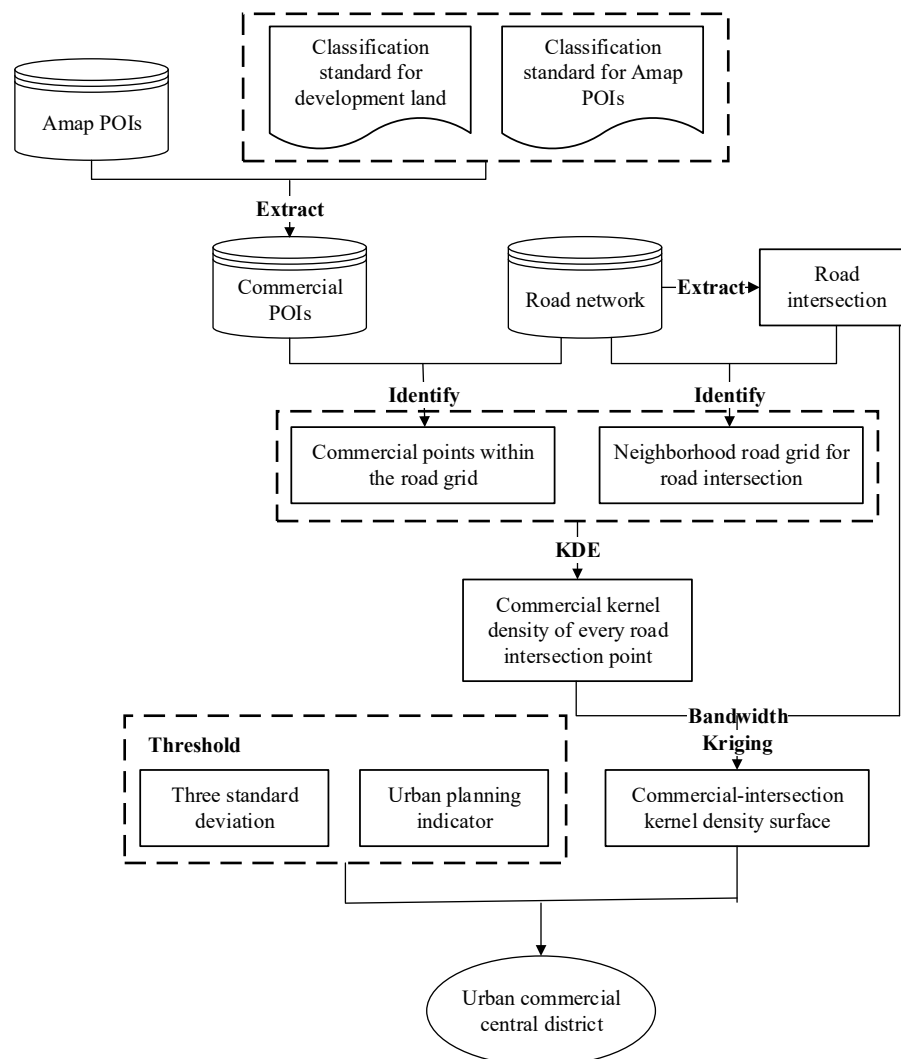 Amap POIs
Classification
standard for
development land
Classification
standard for Amap
POIs
Extract
Commercial
POIs
Road network
Extract
Road
intersection
Identify
Identify
Commercial points within
the road grid
Neighborhood road grid for
road intersection
KDE
Commercial kernel
density of every road
intersection point
Bandwidth
Kriging
Threshold
Three standard
deviation
Urban planning
indicator
Commercial-intersection
kernel density surface
Urban commercial
central district